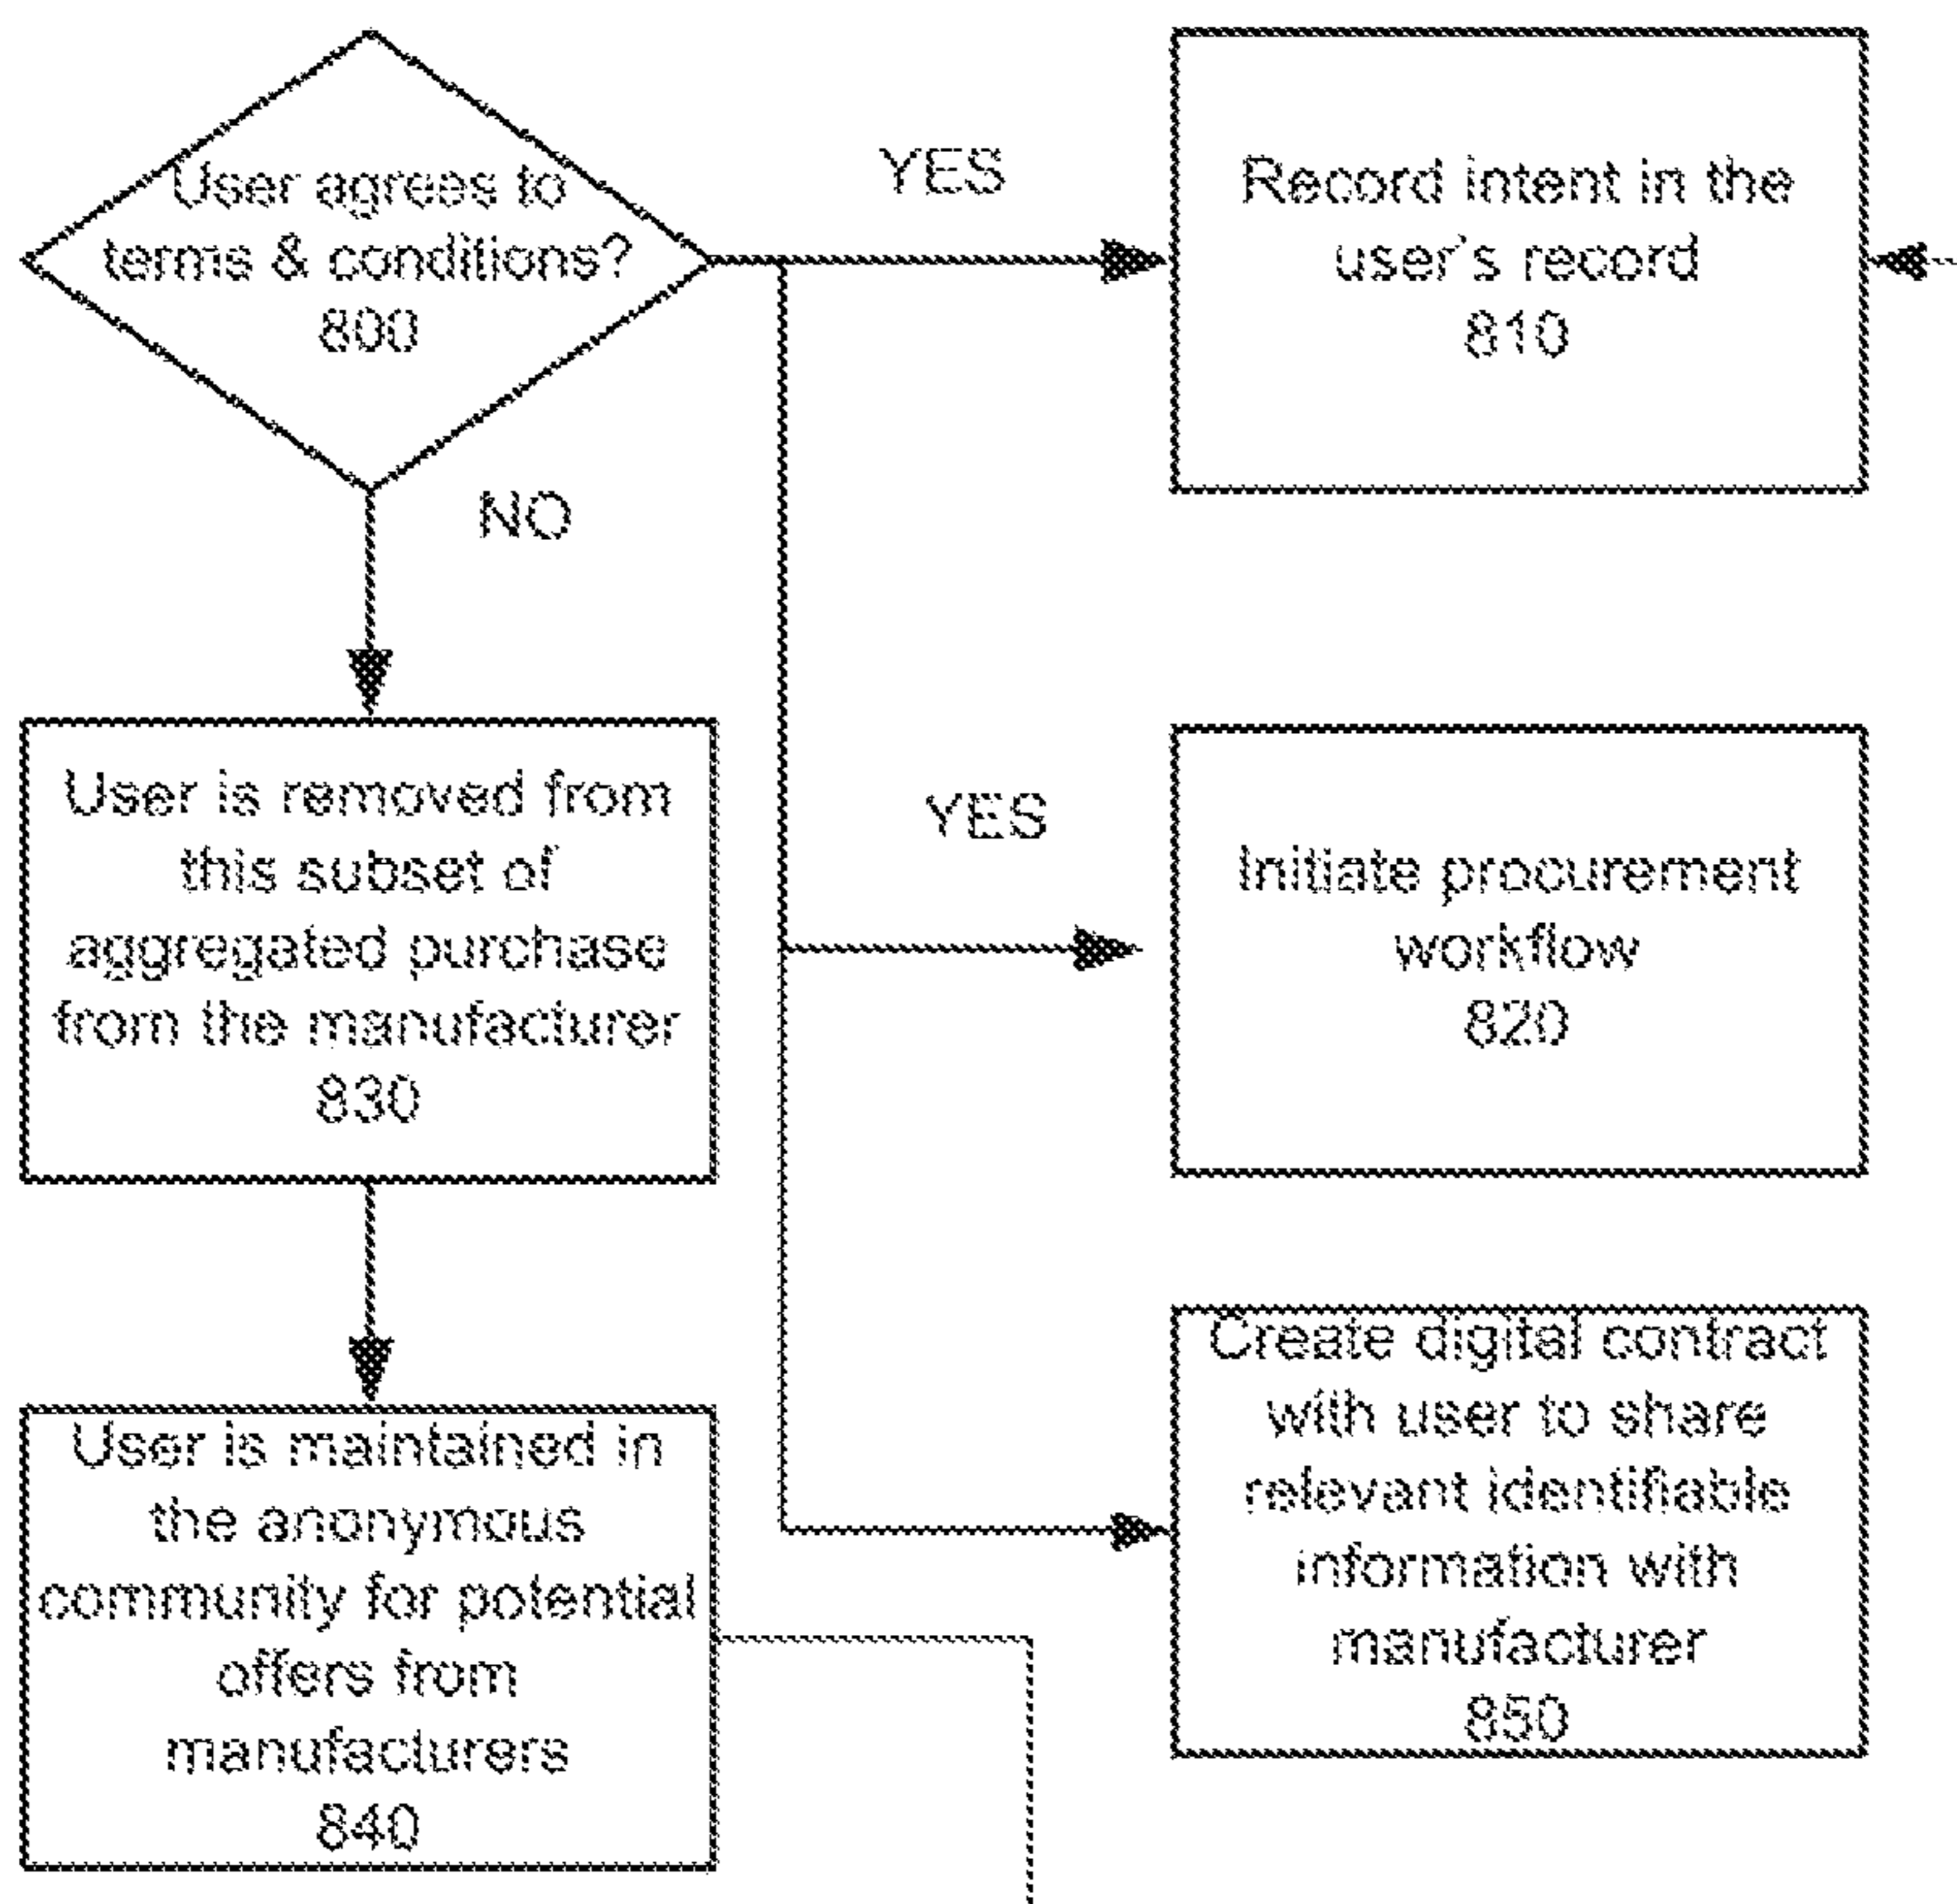 User agrees to
terms & conditions?
800
YES
Record intent in the
user's record
810
NO
User is removed from
this subset of
aggregated purchase
from the manufacturer
830
YES
Initiate procurement
workflow
820
User is maintained in
the anonymous
community for potential
offers from
manufacturers
840
Create digital contract
with user to share
relevant identifiable
information with
manufacturer
850